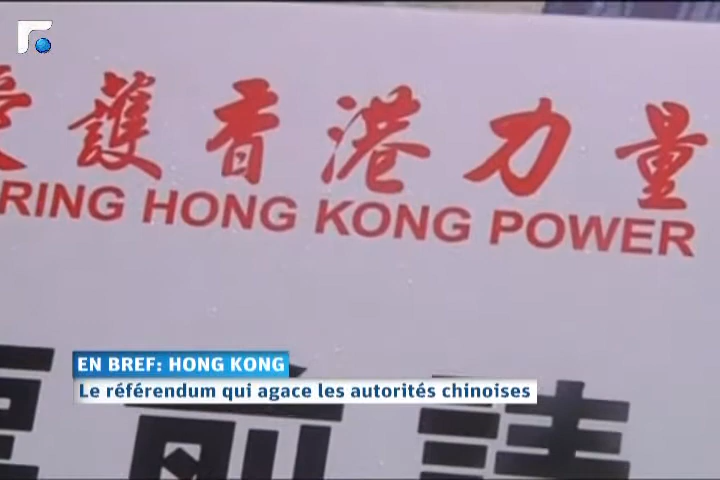 護香港力量
RING HONG KONG POWER
EN BREF: HONG KONG
Le référendum qui agace les autorités chinoises